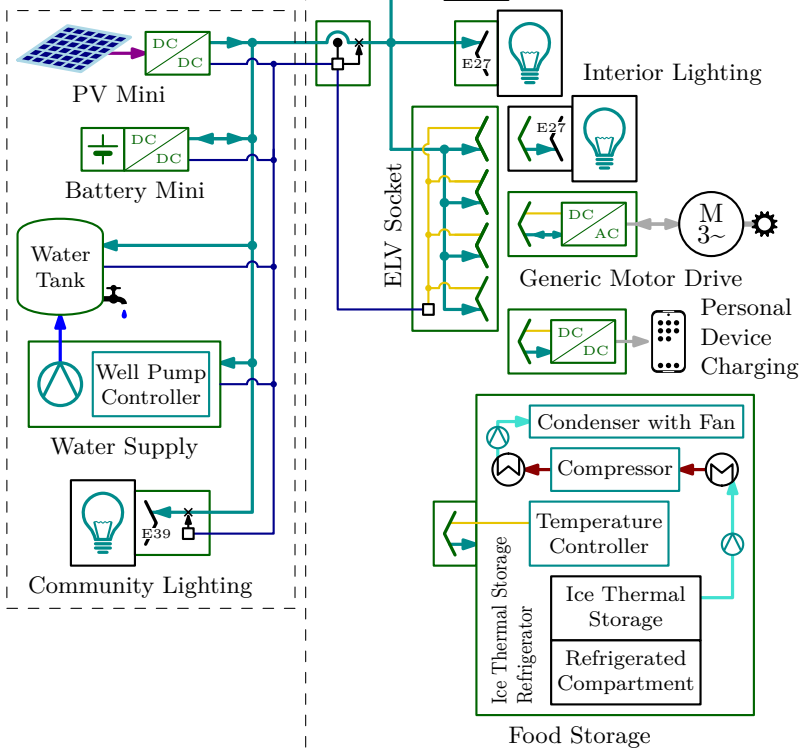 DC
DC
PV Mini
DC
DC
Battery Mini
Water
Tank
Well Pump
Controller
Water Supply
E39
Community Lighting
E27
Interior Lighting
E27
ELV Socket
DC
AC
M
3~
Generic Motor Drive
DC
DC
Personal
Device
Charging
Condenser with Fan
Compressor
Temperature
Controller
Ice Thermal Storage
Refrigerator
Ice Thermal
Storage
Refrigerated
Compartment
Food Storage